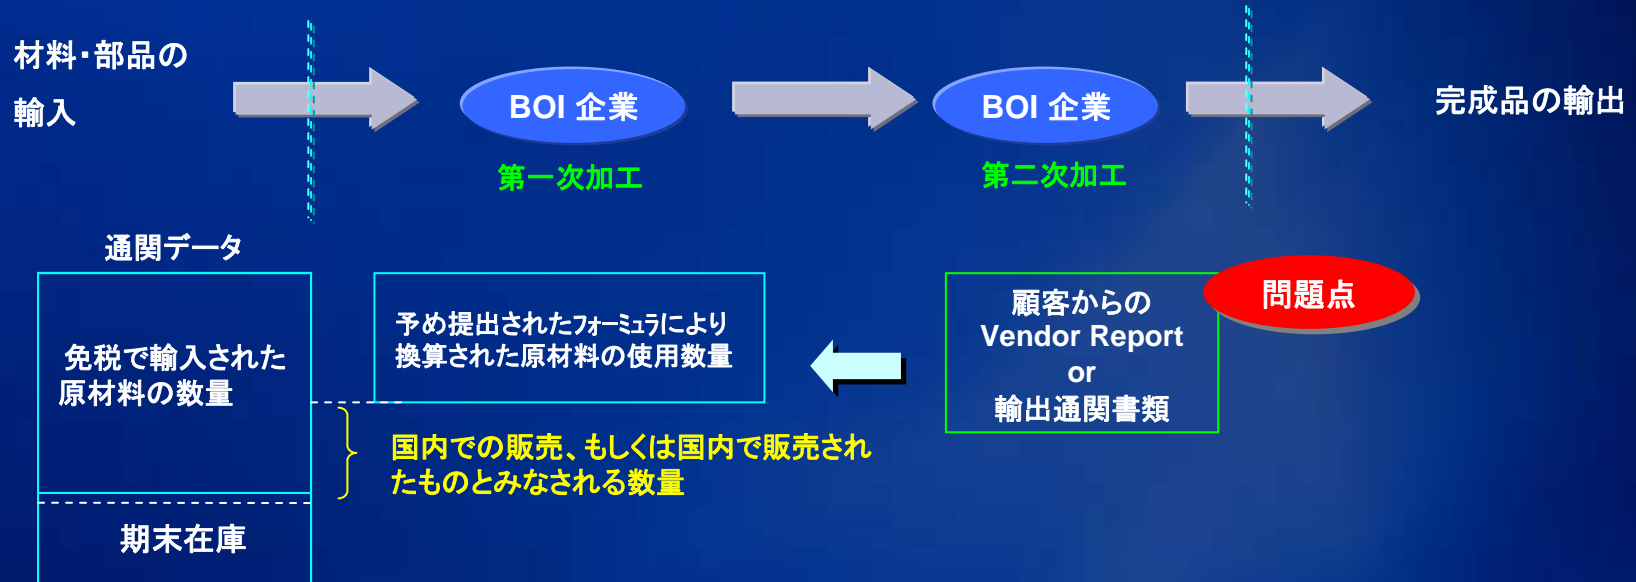 材料・部品の
輸入
BOI 企業
BOI 企業
完成品の輸出
第一次加工
第二次加工
通関データ
免税で輸入された
原材料の数量
予め提出されたフォーミュラにより
換算された原材料の使用数量
顧客からの
Vendor Report
or
輸出通関書類
問題点
国内での販売、もしくは国内で販売され
たものとみなされる数量
期末在庫